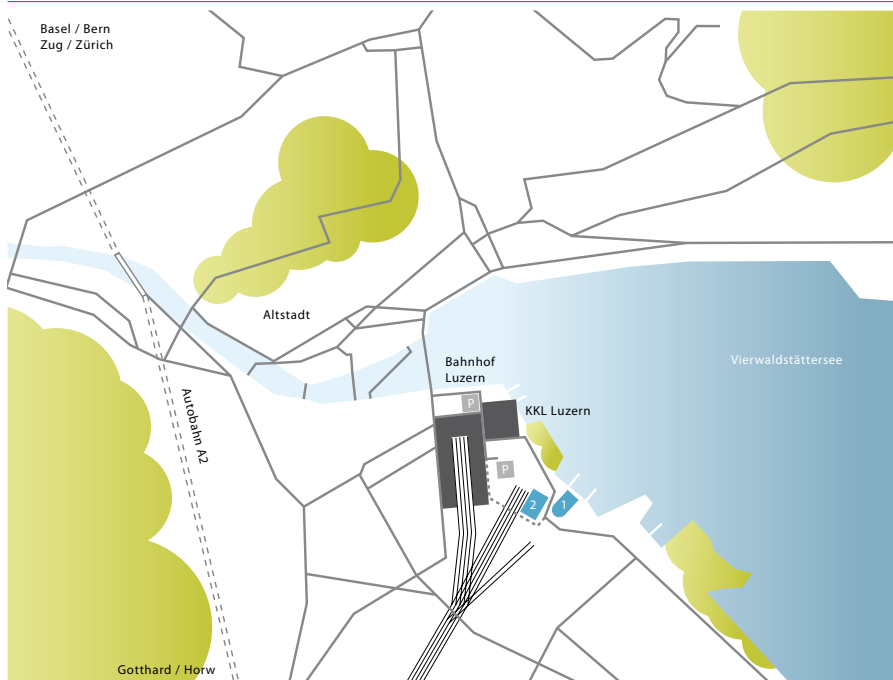 Basel / Bern
Zug / Zürich
Altstadt
Vierwaldstättersee
Bahnhof
Luzern
P
KKL Luzern
Autobahn A2
P
2
1
Gotthard / Horw